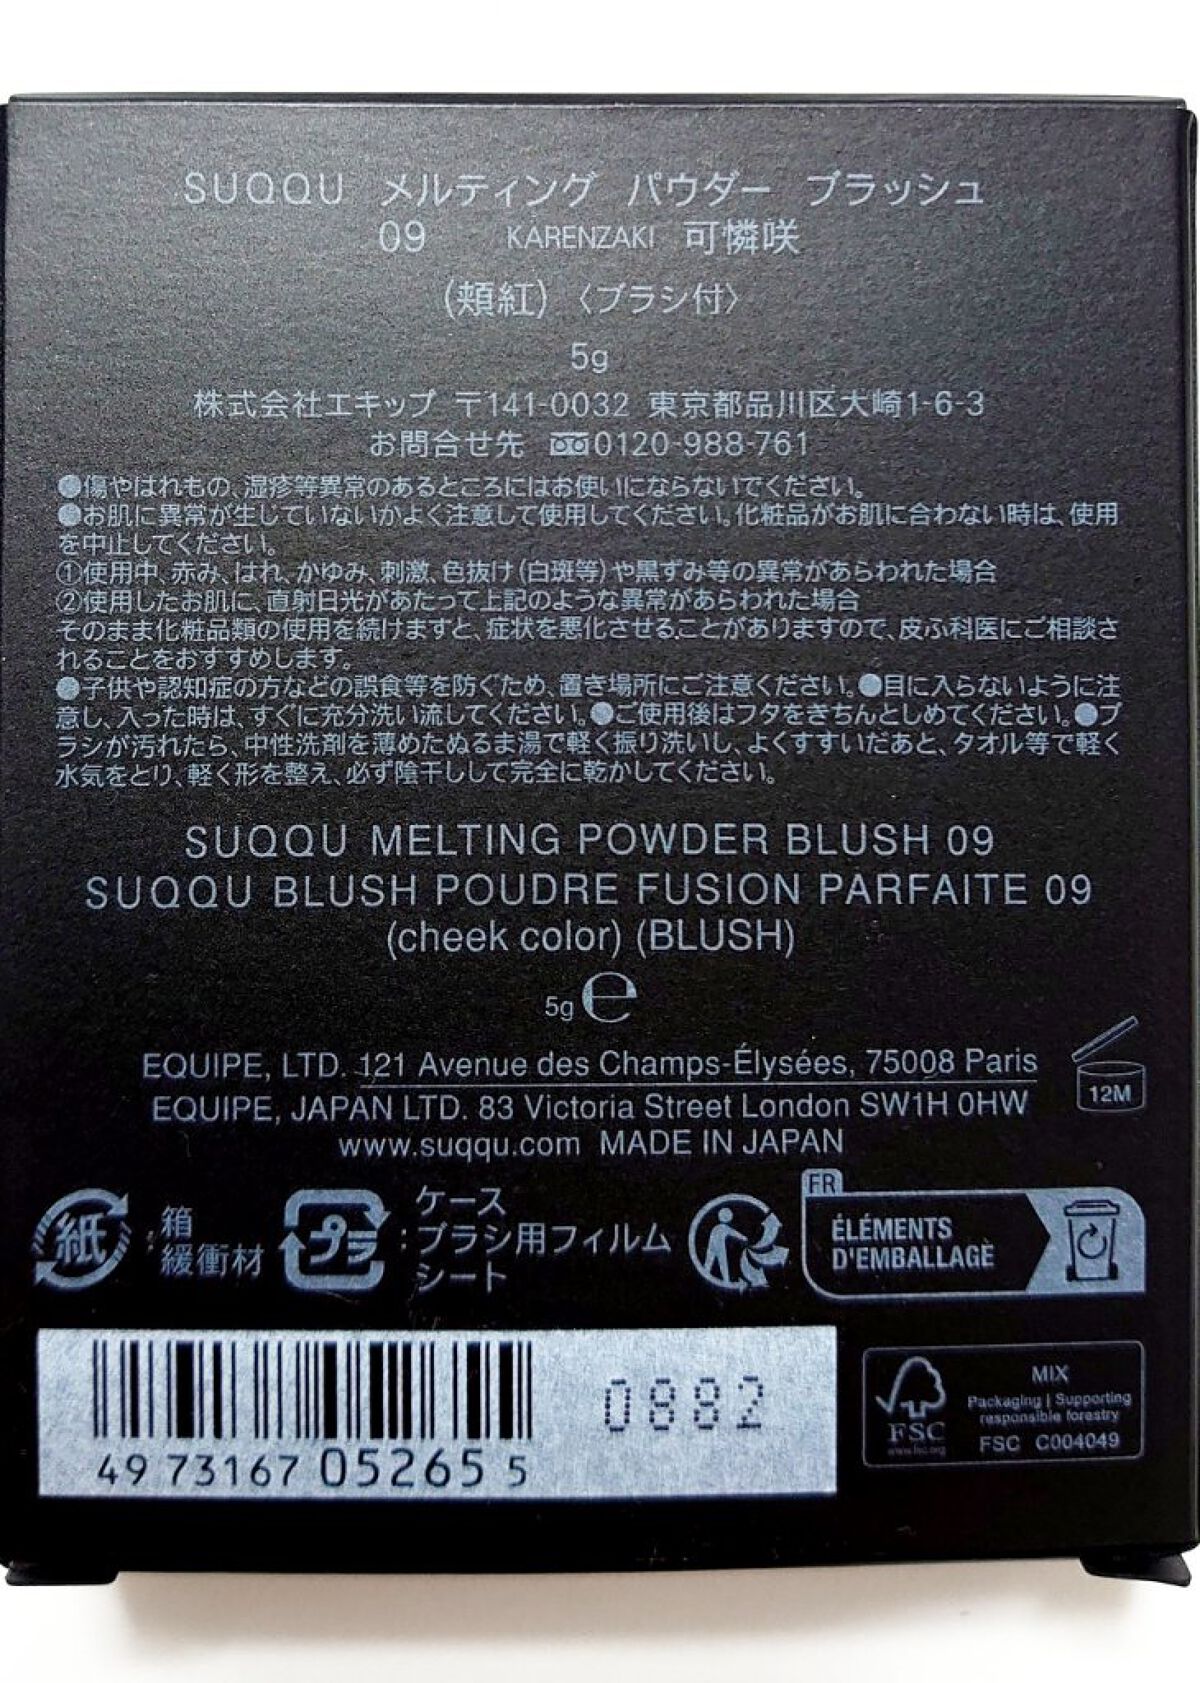 SUQQU メルティング パウダー ブラッシュ
09 KARENZAKI 可憐咲
(頬紅)〈ブラシ付〉
5g
株式会社エキップ 〒141-0032 東京都品川区大崎1-6-3
お問合せ先 0120-988-761
●傷やはれもの、湿疹等異常のあるところにはお使いにならないでください。
●お肌に異常が生じていないかよく注意して使用してください。化粧品がお肌に合わない時は、使用
を中止してください。
①使用中、赤み、はれ、かゆみ、刺激、色抜け(白斑等)や黒ずみ等の異常があらわれた場合
②使用したお肌に、直射日光があたって上記のような異常があらわれた場合
そのまま化粧品類の使用を続けますと、症状を悪化させることがありますので、皮ふ科医にご相談さ
れることをおすすめします。
●子供や認知症の方などの誤食等を防ぐため、置き場所にご注意ください。●目に入らないように注
意し、入った時は、すぐに充分洗い流してください。●ご使用後はフタをきちんとしめてください。●ブ
ラシが汚れたら、中性洗剤を薄めたぬるま湯で軽く振り洗いし、よくすすいだあと、タオル等で軽く
水気をとり、軽く形を整え、必ず陰干しして完全に乾かしてください。
SUQQU MELTING POWDER BLUSH 09
SUQQU BLUSH POUDRE FUSION PARFAITE 09
(cheek color) (BLUSH)
5g ℮
EQUIPE, LTD. 121 Avenue des Champs-Élysées, 75008 Paris
EQUIPE, JAPAN LTD. 83 Victoria Street London SW1H 0HW
12M
www.suqqu.com MADE IN JAPAN
紙 : 箱
緩衝材
プラ : ケース
ブラシ用フィルム
シート
FR
ÉLÉMENTS
D'EMBALLAGE
0882
49 73167 05265 5
FSC
www.fsc.org
MIX
Packaging | Supporting
responsible forestry
FSC C004049